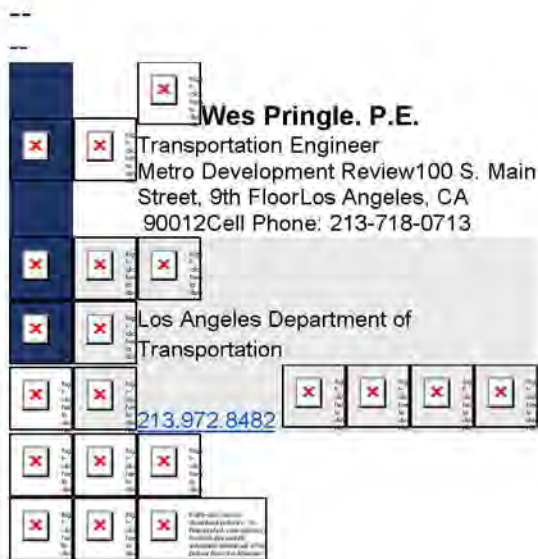 --
--
Wes Pringle. P.E.
Transportation Engineer
Metro Development Review100 S. Main
Street, 9th FloorLos Angeles, CA
90012Cell Phone: 213-718-0713
Los Angeles Department of
Transportation
213.972.8482